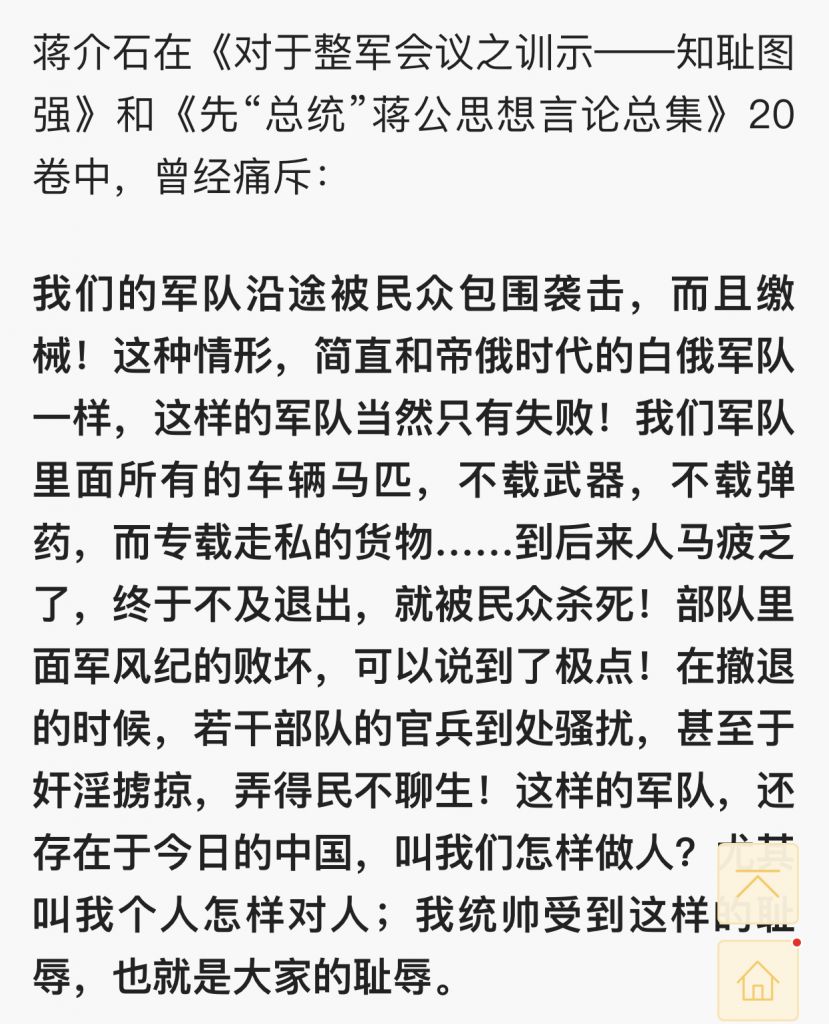 蒋介石在《对于整军会议之训示——知耻图
强》和《先“总统”蒋公思想言论总集》20
卷中，曾经痛斥：
我们的军队沿途被民众包围袭击，而且缴
械！这种情形，简直和帝俄时代的白俄军队
一样，这样的军队当然只有失败！我们军队
里面所有的车辆马匹，不载武器，不载弹
药，而专载走私的货物……到后来人马疲乏
了，终于不及退出，就被民众杀死！部队里
面军风纪的败坏，可以说到了极点！在撤退
的时候，若干部队的官兵到处骚扰，甚至于
奸淫掳掠，弄得民不聊生！这样的军队，还
存在于今日的中国，叫我们怎样做人？尤其
叫我个人怎样对人；我统帅受到这样的耻
辱，也就是大家的耻辱。